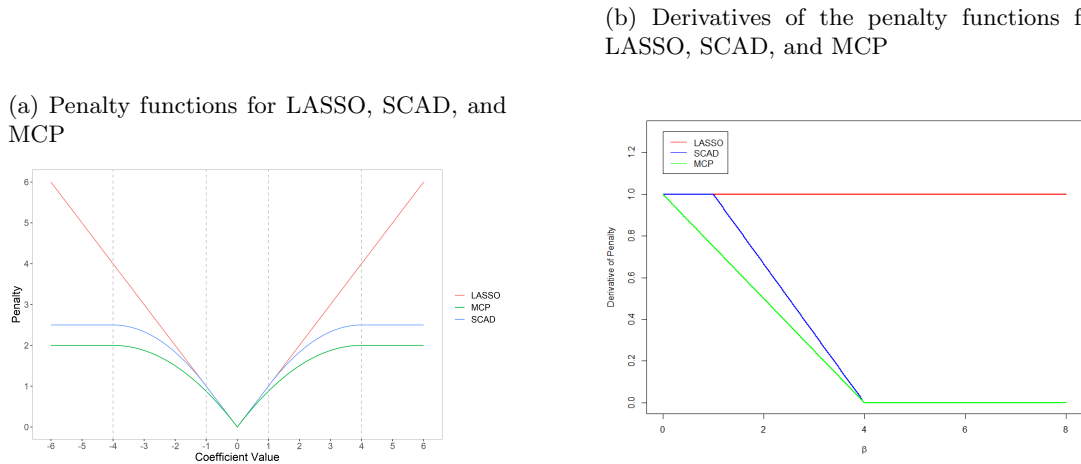 (a) Penalty functions for LASSO, SCAD, and
MCP
6
5
4
3
2
1
0
Penalty
-6 -5 -4 -3 -2 -1 0 1 2 3 4 5 6
Coefficient Value
LASSO
MCP
SCAD
(b) Derivatives of the penalty functions f
LASSO, SCAD, and MCP
LASSO
SCAD
MCP
1.2
1.0
0.8
0.6
0.4
0.2
0.0
Derivative of Penalty
0 2 4 6 8
β